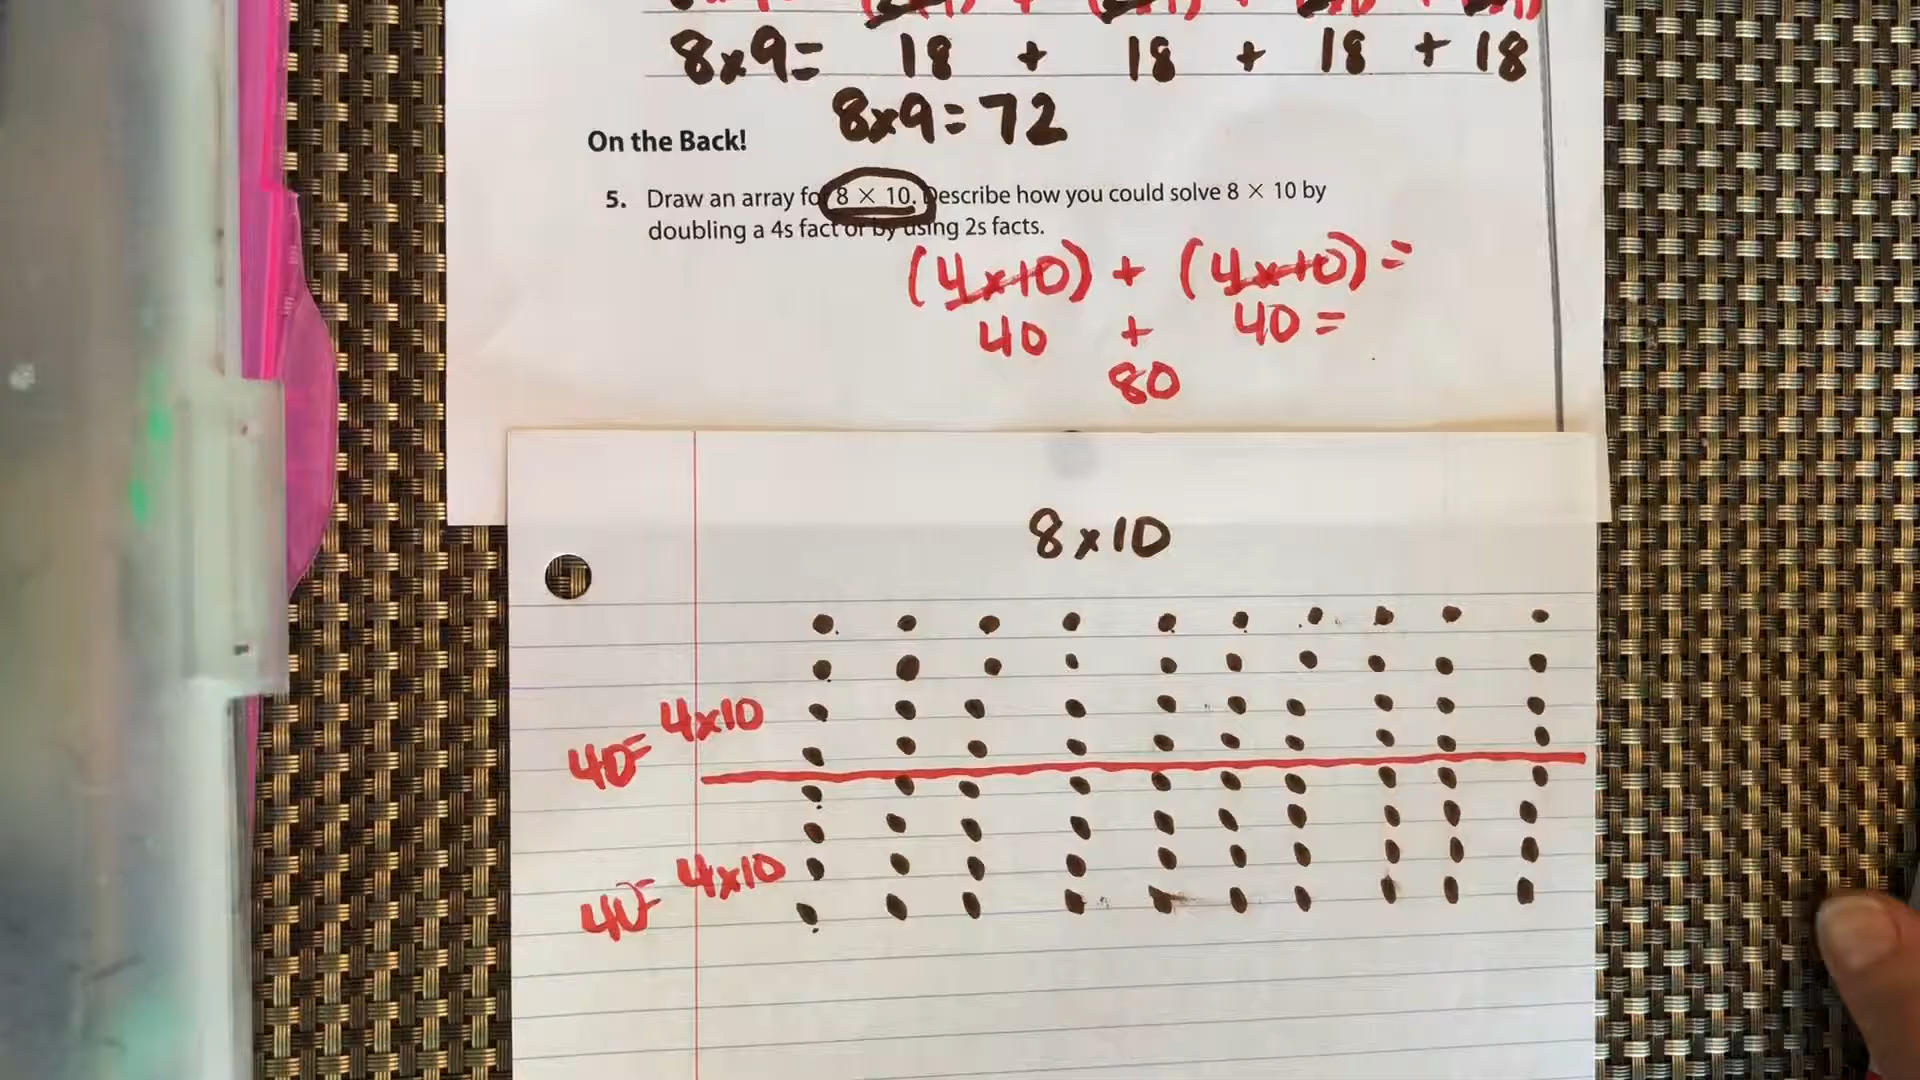 8x9= 18 + 18 + 18 + 18
8x9=72
On the Back!
5. Draw an array for 8 × 10. Describe how you could solve 8 × 10 by
doubling a 4s fact or by using 2s facts.
(4x10) + (4x10) =
40 + 40 =
80
8x10
4x10
40=
4x10
40=